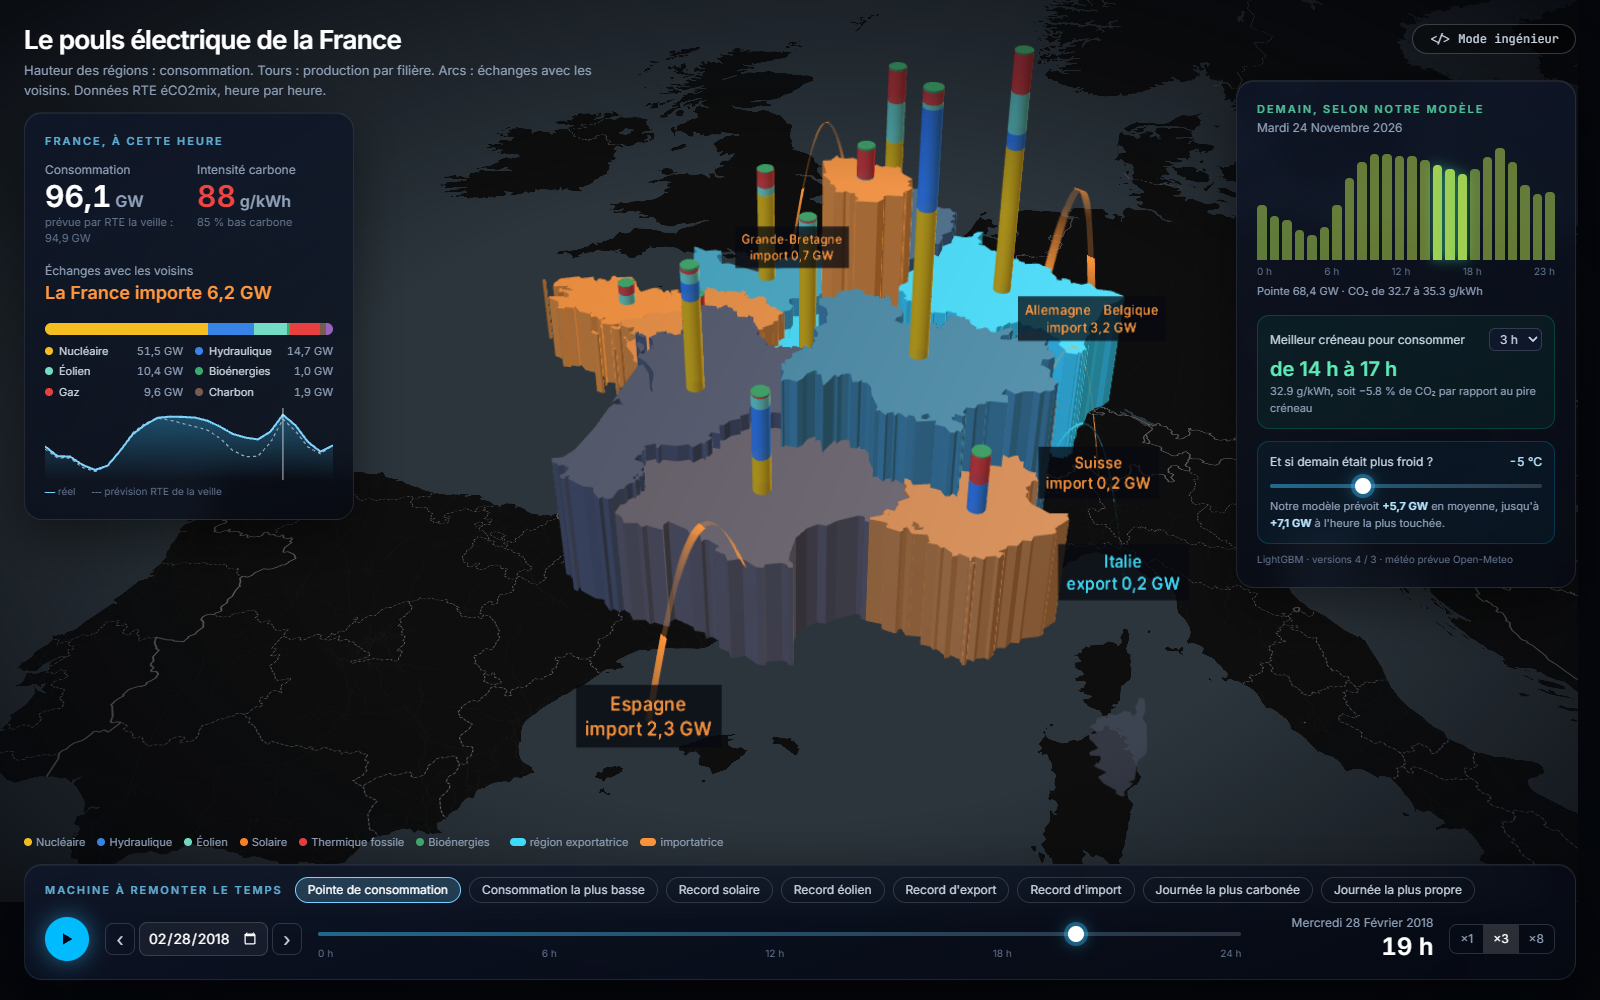 Le pouls électrique de la France
Hauteur des régions : consommation. Tours : production par filière. Arcs : échanges avec les
voisins. Données RTE éCO2mix, heure par heure.
</> Mode ingénieur
FRANCE, À CETTE HEURE
Consommation
96,1 GW
prévue par RTE la veille :
94,9 GW
Intensité carbone
88 g/kWh
85 % bas carbone
Échanges avec les voisins
La France importe 6,2 GW
Nucléaire 51,5 GW
Hydraulique 14,7 GW
Éolien 10,4 GW
Bioénergies 1,0 GW
Gaz 9,6 GW
Charbon 1,9 GW
réel
prévision RTE de la veille
Grande-Bretagne
import 0,7 GW
Allemagne Belgique
import 3,2 GW
Suisse
import 0,2 GW
Italie
export 0,2 GW
Espagne
import 2,3 GW
DEMAIN, SELON NOTRE MODÈLE
Mardi 24 Novembre 2026
0 h 6 h 12 h 18 h 23 h
Pointe 68,4 GW · CO₂ de 32.7 à 35.3 g/kWh
Meilleur créneau pour consommer
3 h
de 14 h à 17 h
32.9 g/kWh, soit −5.8 % de CO₂ par rapport au pire
créneau
Et si demain était plus froid ? -5 °C
Notre modèle prévoit +5,7 GW en moyenne, jusqu'à
+7,1 GW à l'heure la plus touchée.
LightGBM · versions 4 / 3 · météo prévue Open-Meteo
Nucléaire Hydraulique Éolien Solaire Thermique fossile Bioénergies région exportatrice importatrice
MACHINE À REMONTER LE TEMPS
Pointe de consommation
Consommation la plus basse
Record solaire
Record éolien
Record d'export
Record d'import
Journée la plus carbonée
Journée la plus propre
02/28/2018
0 h 6 h 12 h 18 h 24 h
Mercredi 28 Février 2018
19 h
×1 ×3 ×8